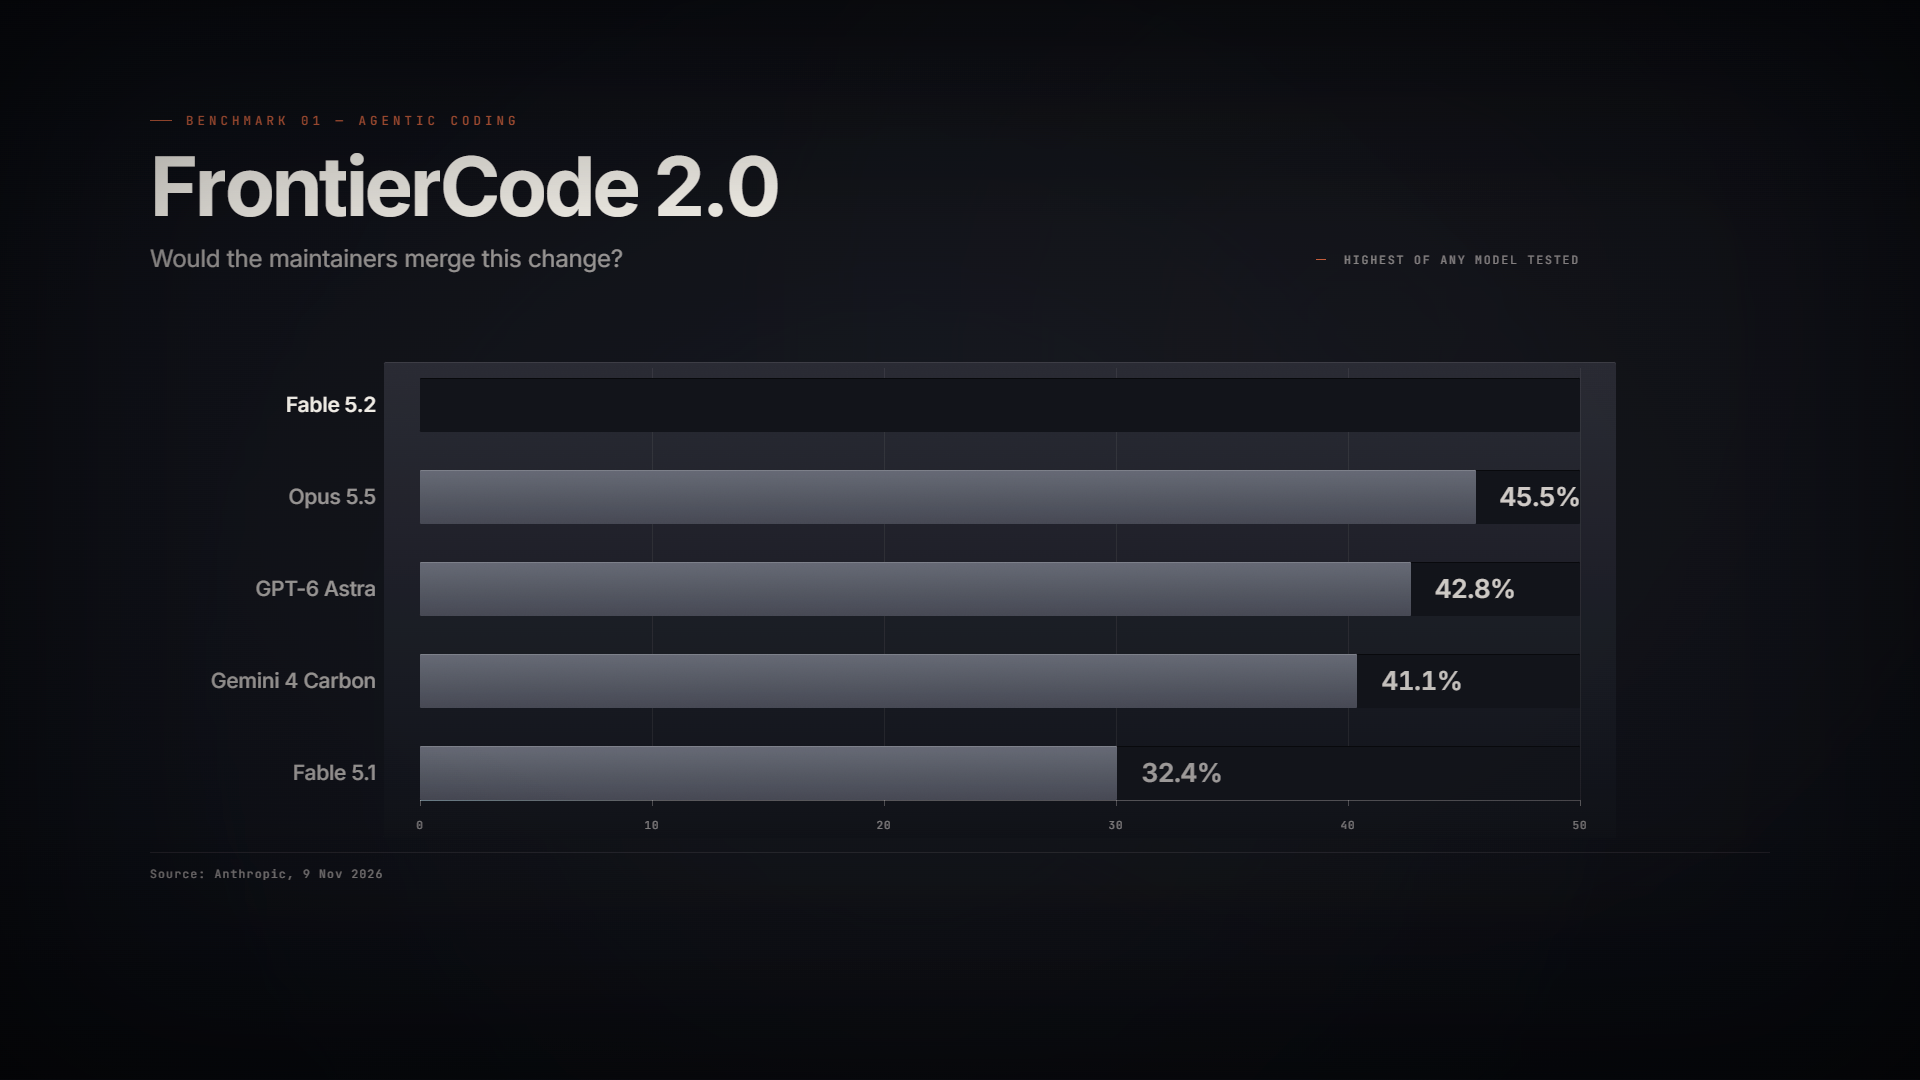 BENCHMARK 01 — AGENTIC CODING
FrontierCode 2.0
Would the maintainers merge this change?
— HIGHEST OF ANY MODEL TESTED
Fable 5.2
Opus 5.5 45.5%
GPT-6 Astra 42.8%
Gemini 4 Carbon 41.1%
Fable 5.1 32.4%
0 10 20 30 40 50
Source: Anthropic, 9 Nov 2026